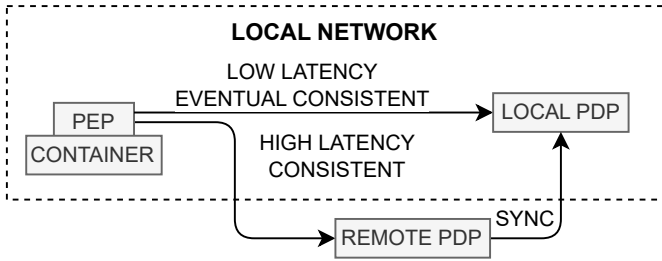 LOCAL NETWORK
LOW LATENCY
EVENTUAL CONSISTENT
PEP
CONTAINER
LOCAL PDP
HIGH LATENCY
CONSISTENT
SYNC
REMOTE PDP